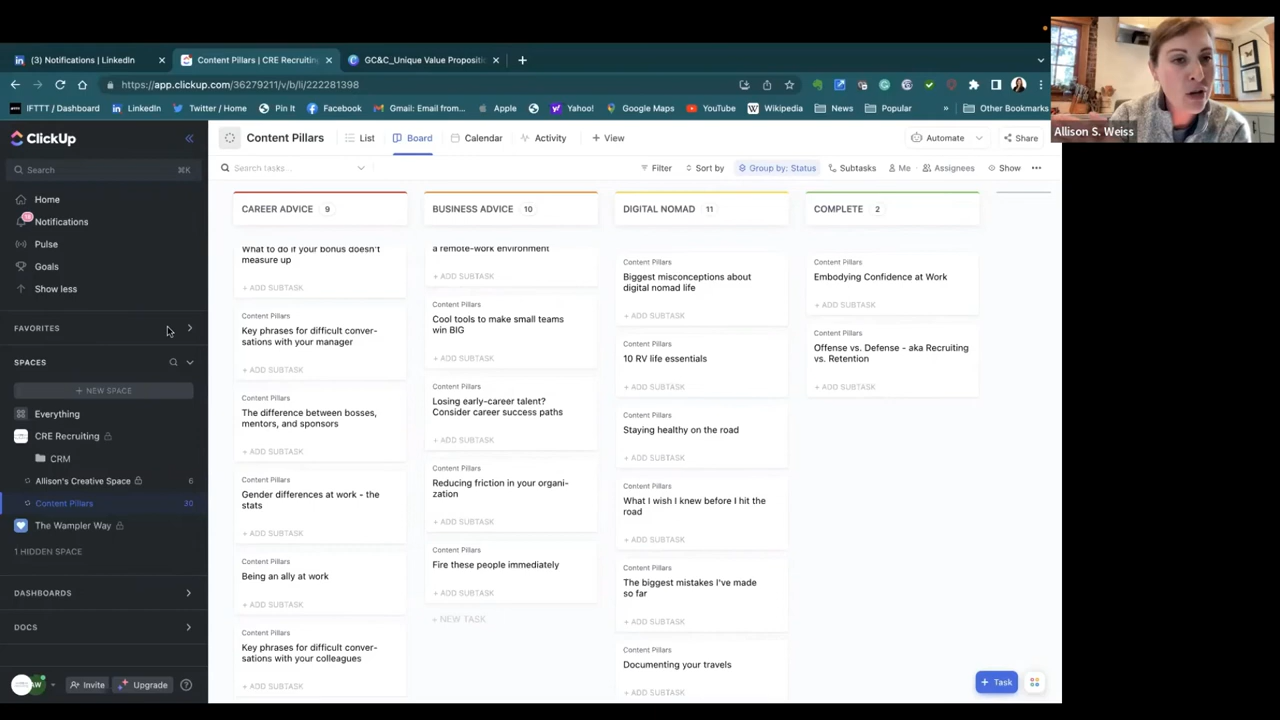 (3) Notifications | LinkedIn
Content Pillars | CRE Recruiting
GC&C_Unique Value Propositi
https://app.clickup.com/36279211/v/b/li/222281398
IFTTT / Dashboard
LinkedIn
Twitter / Home
Pin It
Facebook
Gmail: Email from...
Apple
Yahoo!
Google Maps
YouTube
Wikipedia
News
Popular
»
Other Bookmarks
Allison S. Weiss
ClickUp
Search
⌘K
Home
Notifications
Pulse
Goals
Show less
FAVORITES
SPACES
+ NEW SPACE
Everything
CRE Recruiting
CRM
Allison's Creative Space
6
Content Pillars
30
The Wampler Way
1 HIDDEN SPACE
DASHBOARDS
DOCS
AW
Invite
Upgrade
Content Pillars
List
Board
Calendar
Activity
+ View
Automate
Share
Search tasks...
Filter
Sort by
Group by: Status
Subtasks
Me
Assignees
Show
CAREER ADVICE 9
What to do if your bonus doesn't
measure up
+ ADD SUBTASK
Content Pillars
Key phrases for difficult conver-
sations with your manager
+ ADD SUBTASK
Content Pillars
The difference between bosses,
mentors, and sponsors
+ ADD SUBTASK
Content Pillars
Gender differences at work - the
stats
+ ADD SUBTASK
Content Pillars
Being an ally at work
+ ADD SUBTASK
Content Pillars
Key phrases for difficult conver-
sations with your colleagues
+ ADD SUBTASK
BUSINESS ADVICE 10
a remote-work environment
+ ADD SUBTASK
Content Pillars
Cool tools to make small teams
win BIG
+ ADD SUBTASK
Content Pillars
Losing early-career talent?
Consider career success paths
+ ADD SUBTASK
Content Pillars
Reducing friction in your organi-
zation
+ ADD SUBTASK
Content Pillars
Fire these people immediately
+ ADD SUBTASK
+ NEW TASK
DIGITAL NOMAD 11
Content Pillars
Biggest misconceptions about
digital nomad life
+ ADD SUBTASK
Content Pillars
10 RV life essentials
+ ADD SUBTASK
Content Pillars
Staying healthy on the road
+ ADD SUBTASK
Content Pillars
What I wish I knew before I hit the
road
+ ADD SUBTASK
Content Pillars
The biggest mistakes I've made
so far
+ ADD SUBTASK
Content Pillars
Documenting your travels
+ ADD SUBTASK
COMPLETE 2
Content Pillars
Embodying Confidence at Work
+ ADD SUBTASK
Content Pillars
Offense vs. Defense - aka Recruiting
vs. Retention
+ ADD SUBTASK
+ Task